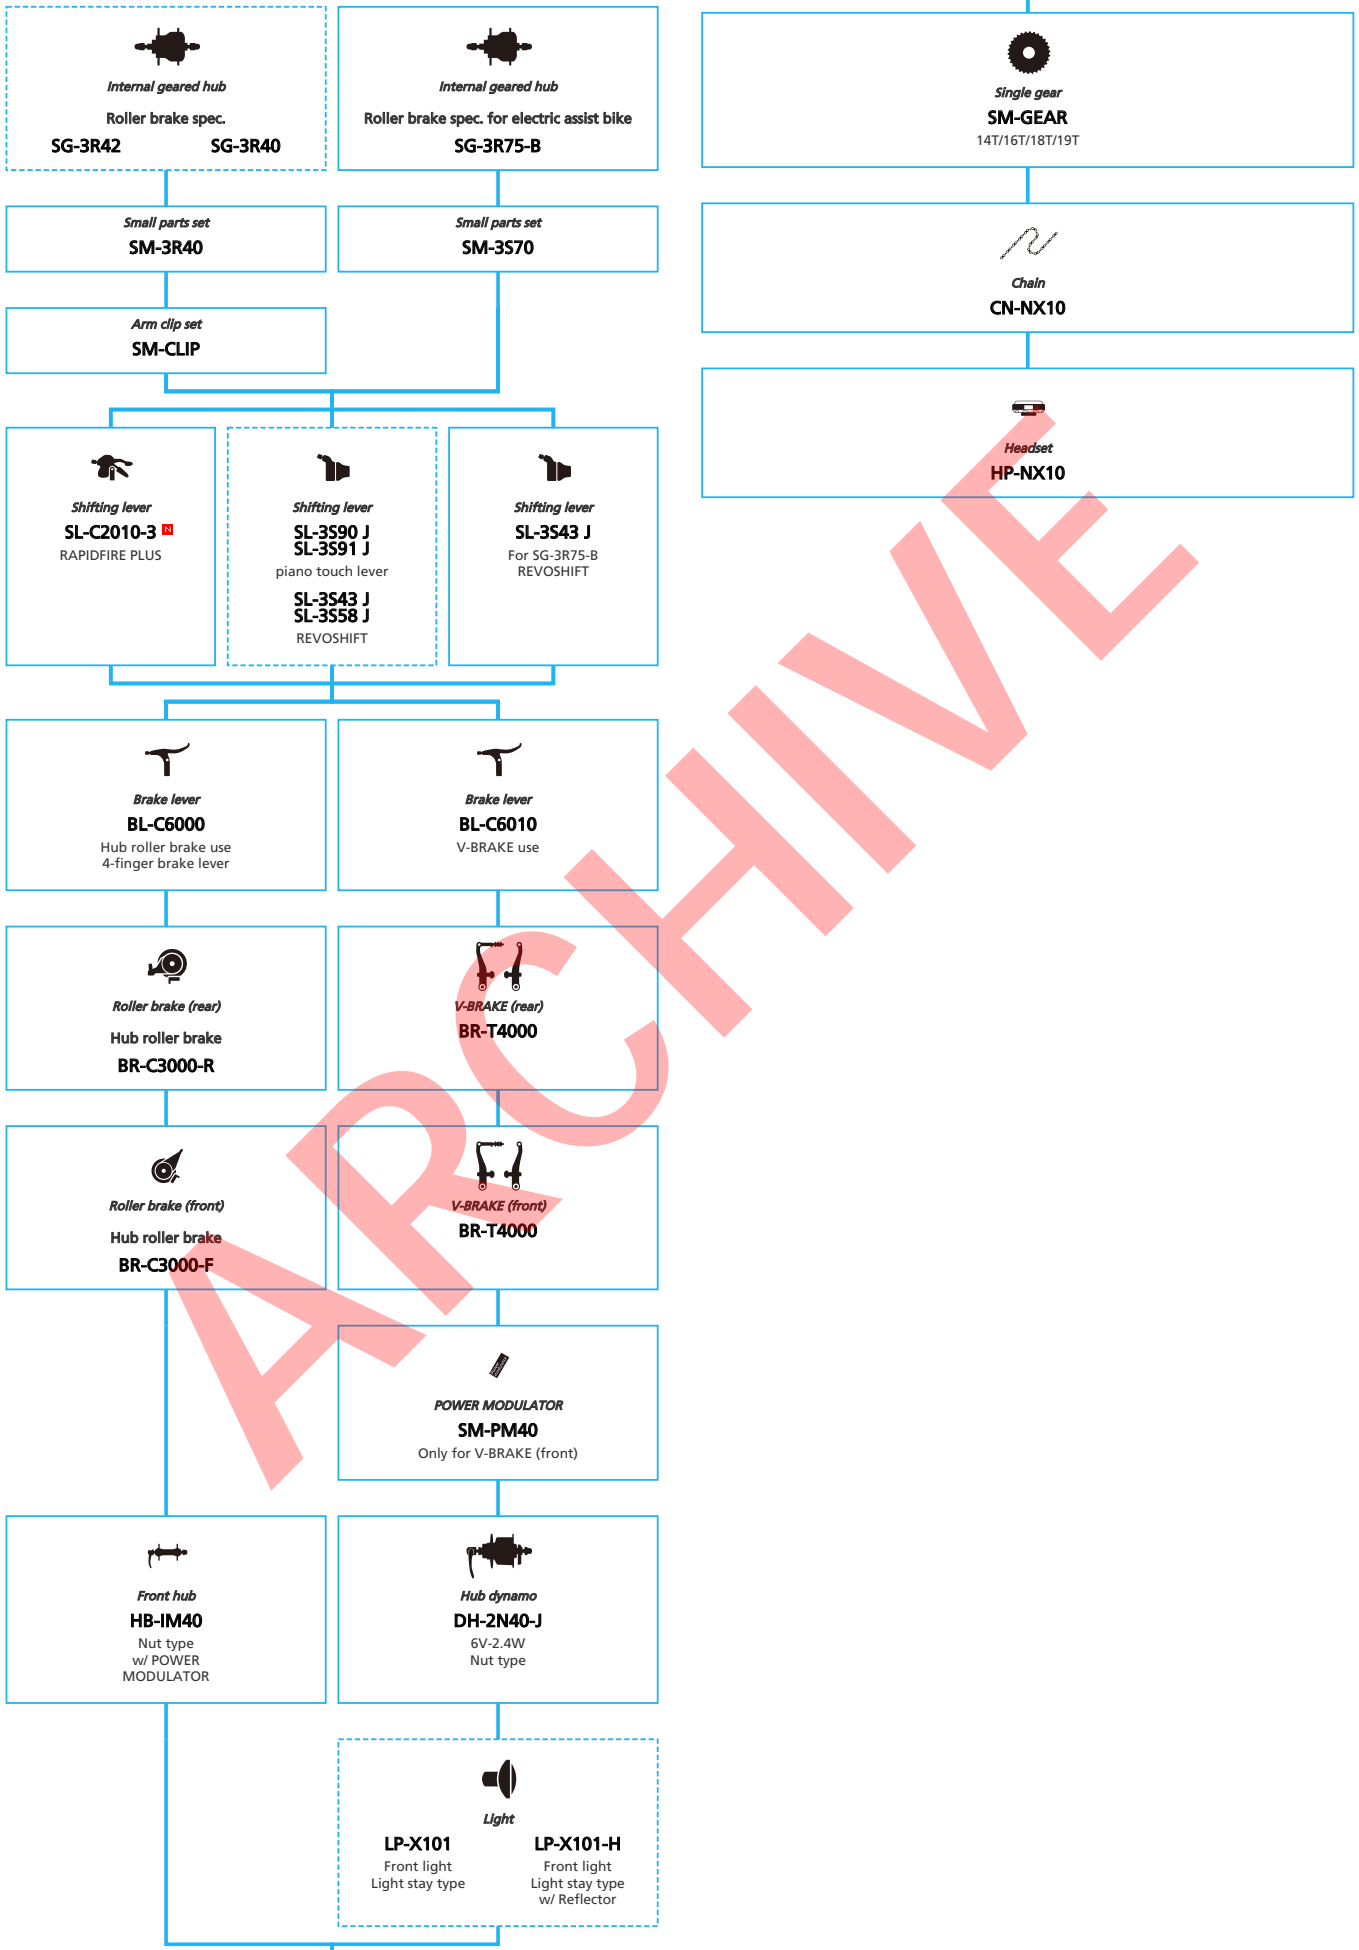 Internal geared hub
Roller brake spec.
SG-3R42
SG-3R40
Internal geared hub
Roller brake spec. for electric assist bike
SG-3R75-B
Small parts set
SM-3R40
Small parts set
SM-3S70
Arm clip set
SM-CLIP
Shifting lever
SL-C2010-3 N
RAPIDFIRE PLUS
Shifting lever
SL-3S90 J
SL-3S91 J
piano touch lever
SL-3S43 J
SL-3S58 J
REVOSHIFT
Shifting lever
SL-3S43 J
For SG-3R75-B
REVOSHIFT
Brake lever
BL-C6000
Hub roller brake use
4-finger brake lever
Brake lever
BL-C6010
V-BRAKE use
Roller brake (rear)
Hub roller brake
BR-C3000-R
V-BRAKE (rear)
BR-T4000
Roller brake (front)
Hub roller brake
BR-C3000-F
V-BRAKE (front)
BR-T4000
POWER MODULATOR
SM-PM40
Only for V-BRAKE (front)
Front hub
HB-IM40
Nut type
w/ POWER
MODULATOR
Hub dynamo
DH-2N40-J
6V-2.4W
Nut type
Light
LP-X101
Front light
Light stay type
LP-X101-H
Front light
Light stay type
w/ Reflector
Single gear
SM-GEAR
14T/16T/18T/19T
Chain
CN-NX10
Headset
HP-NX10
ARCHIVE